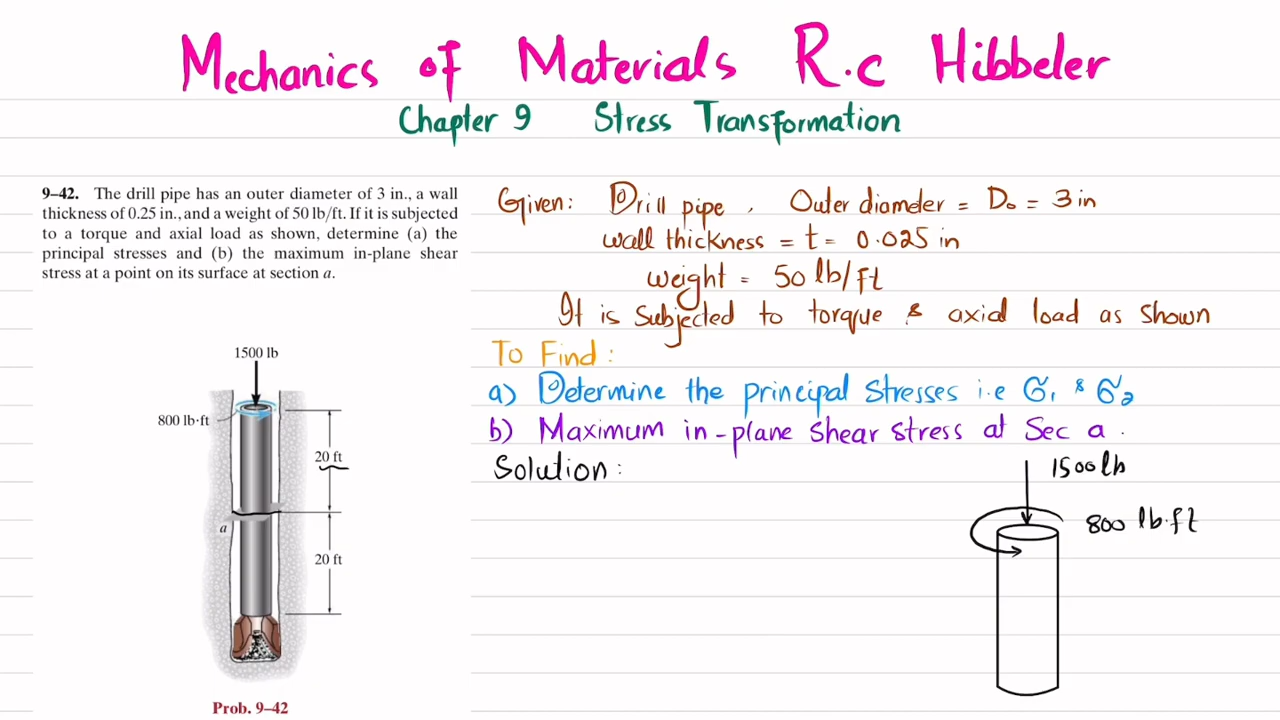 Mechanics of Materials R.c Hibbeler
Chapter 9 Stress Transformation
9–42. The drill pipe has an outer diameter of 3 in., a wall
thickness of 0.25 in., and a weight of 50 lb/ft. If it is subjected
to a torque and axial load as shown, determine (a) the
principal stresses and (b) the maximum in-plane shear
stress at a point on its surface at section a.
1500 lb
800 lb·ft
20 ft
a
20 ft
Prob. 9–42
Given: Drill pipe, Outer diameter = Do = 3 in
wall thickness = t = 0.025 in
weight = 50 lb/ft
It is subjected to torque & axial load as shown
To Find:
a) Determine the principal stresses i.e σ1 & σ2
b) Maximum in-plane shear stress at Sec a.
Solution:
1500 lb
800 lb.ft